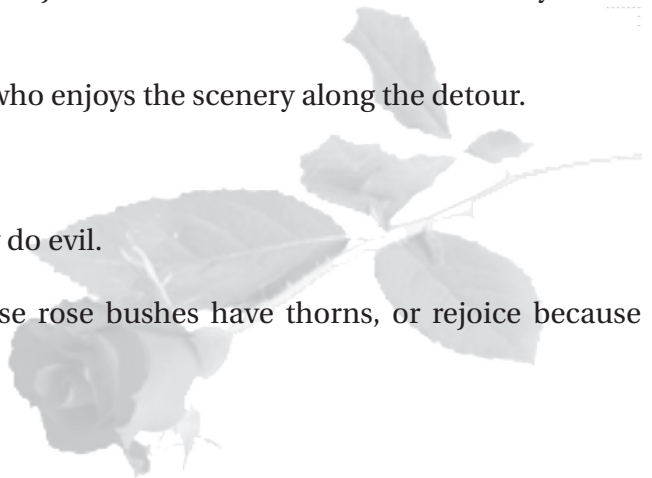 who enjoys the scenery along the detour.
do evil.
se rose bushes have thorns, or rejoice because